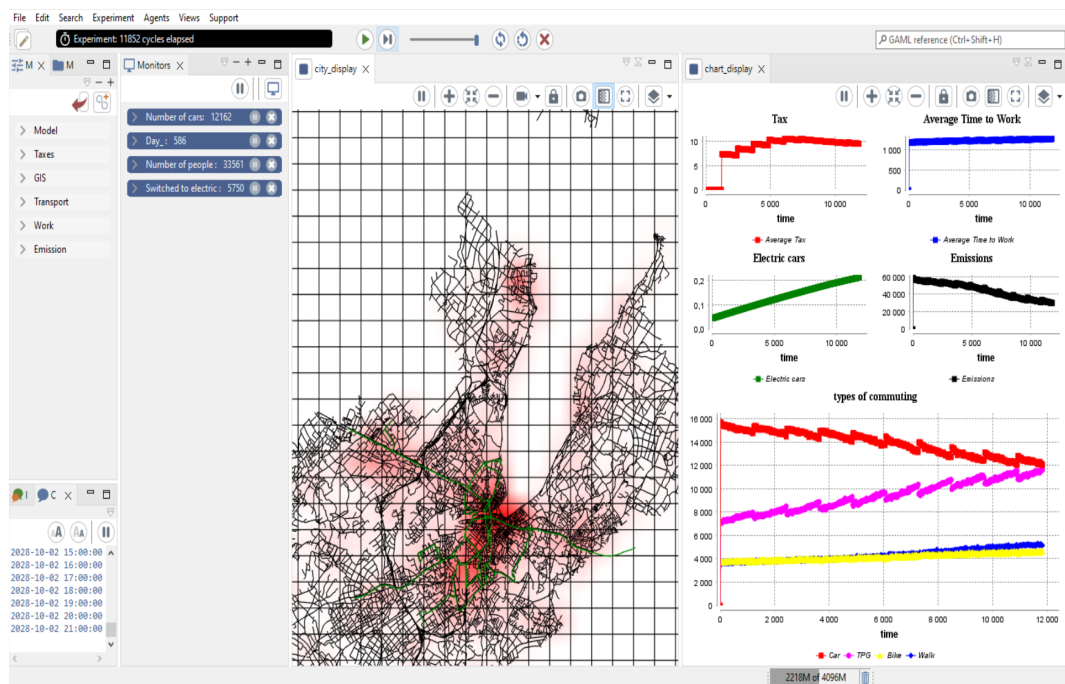 File Edit Search Experiment Agents Views Support
Experiment: 11852 cycles elapsed
GAML reference (Ctrl+Shift+H)
M
M
Monitors
city_display
chart_display
Model
Taxes
GIS
Transport
Work
Emission
Number of cars: 12162
Day_: 586
Number of people: 33561
Switched to electric: 5750
Tax
10
5
0
0
5 000
10 000
time
Average Tax
Average Time to Work
1 000
500
0
0
5 000
10 000
time
Average Time to Work
Electric cars
0,2
0,1
0,0
0
5 000
10 000
time
Electric cars
Emissions
60 000
40 000
20 000
0
0
5 000
10 000
time
Emissions
types of commuting
16 000
14 000
12 000
10 000
8 000
6 000
4 000
2 000
0
0
2 000
4 000
6 000
8 000
10 000
12 000
time
Car TPG Bike Walk
I
C
AA
AA
2028-10-02 15:00:00
2028-10-02 16:00:00
2028-10-02 17:00:00
2028-10-02 18:00:00
2028-10-02 19:00:00
2028-10-02 20:00:00
2028-10-02 21:00:00
2218M of 4096M